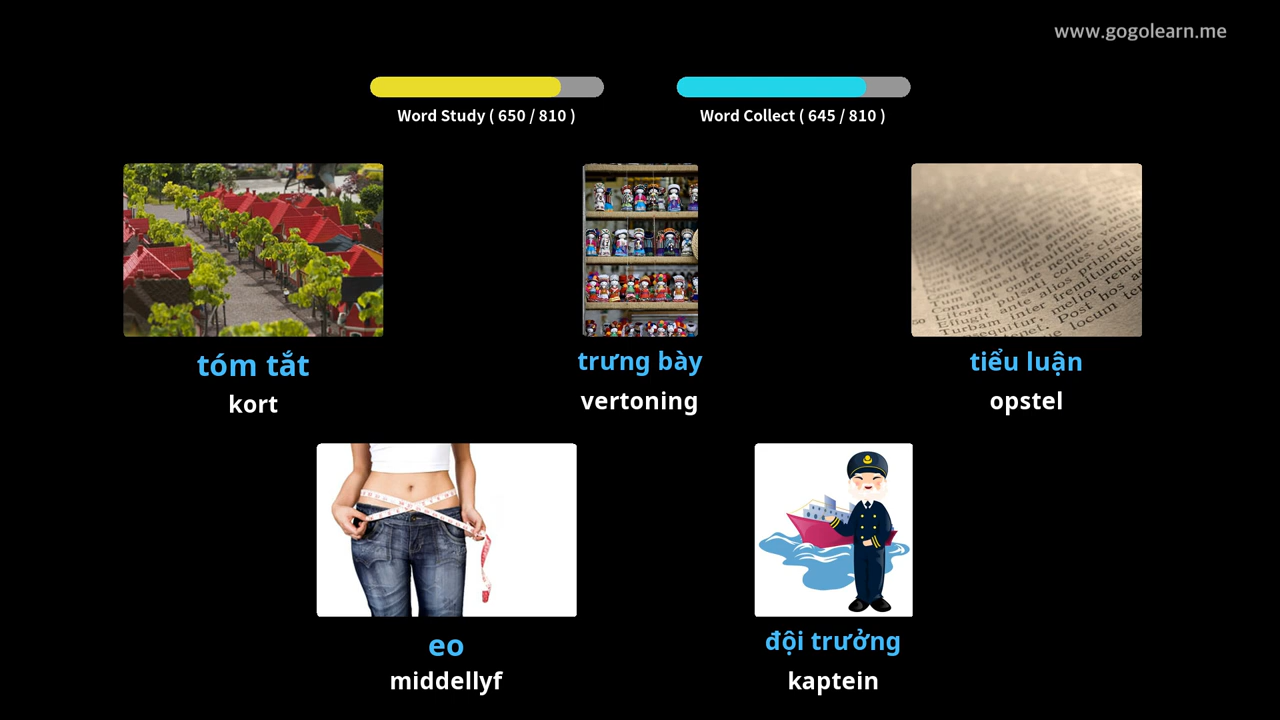 www.gogolearn.me
Word Study ( 650 / 810 )
Word Collect ( 645 / 810 )
tóm tắt
kort
trưng bày
vertoning
tiểu luận
opstel
eo
middellyf
đội trưởng
kaptein